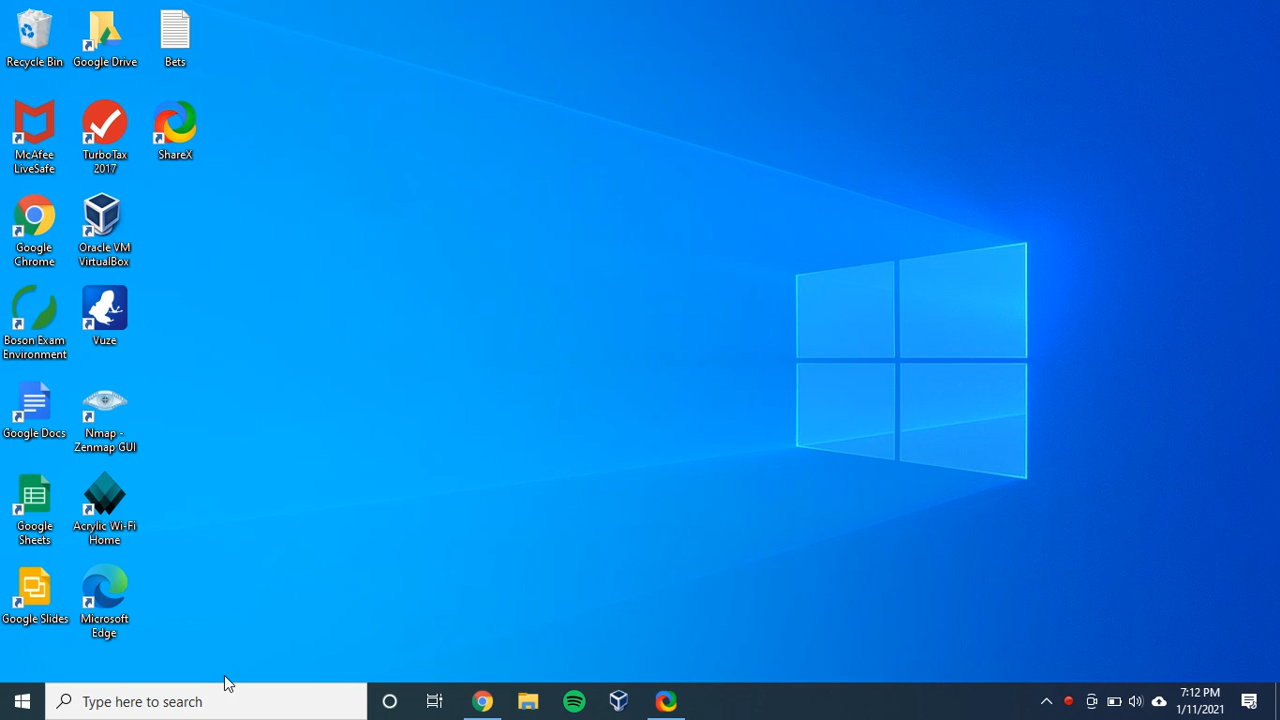 Recycle Bin
Google Drive
Bets
McAfee
LiveSafe
TurboTax
2017
ShareX
Google
Chrome
Oracle VM
VirtualBox
Boson Exam
Environment
Vuze
Google Docs
Nmap -
Zenmap GUI
Google
Sheets
Acrylic Wi-Fi
Home
Google Slides
Microsoft
Edge
Type here to search
7:12 PM
1/11/2021